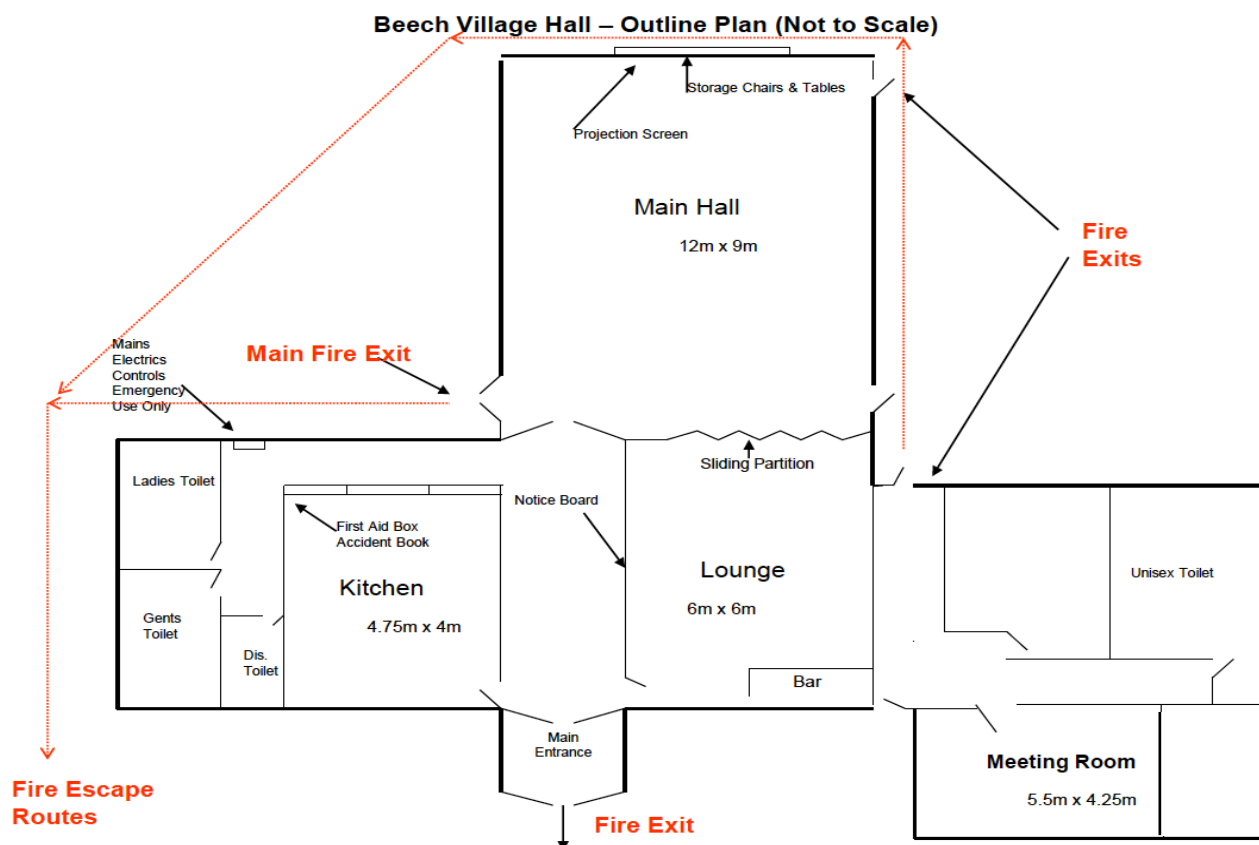 Beech Village Hall – Outline Plan (Not to Scale)
Storage Chairs & Tables
Projection Screen
Main Hall
12m x 9m
Fire
Exits
Mains
Electrics
Controls
Emergency
Use Only
Main Fire Exit
Sliding Partition
Ladies Toilet
Notice Board
First Aid Box
Accident Book
Kitchen
4.75m x 4m
Lounge
6m x 6m
Unisex Toilet
Gents
Toilet
Dis.
Toilet
Bar
Main
Entrance
Meeting Room
5.5m x 4.25m
Fire Escape
Routes
Fire Exit